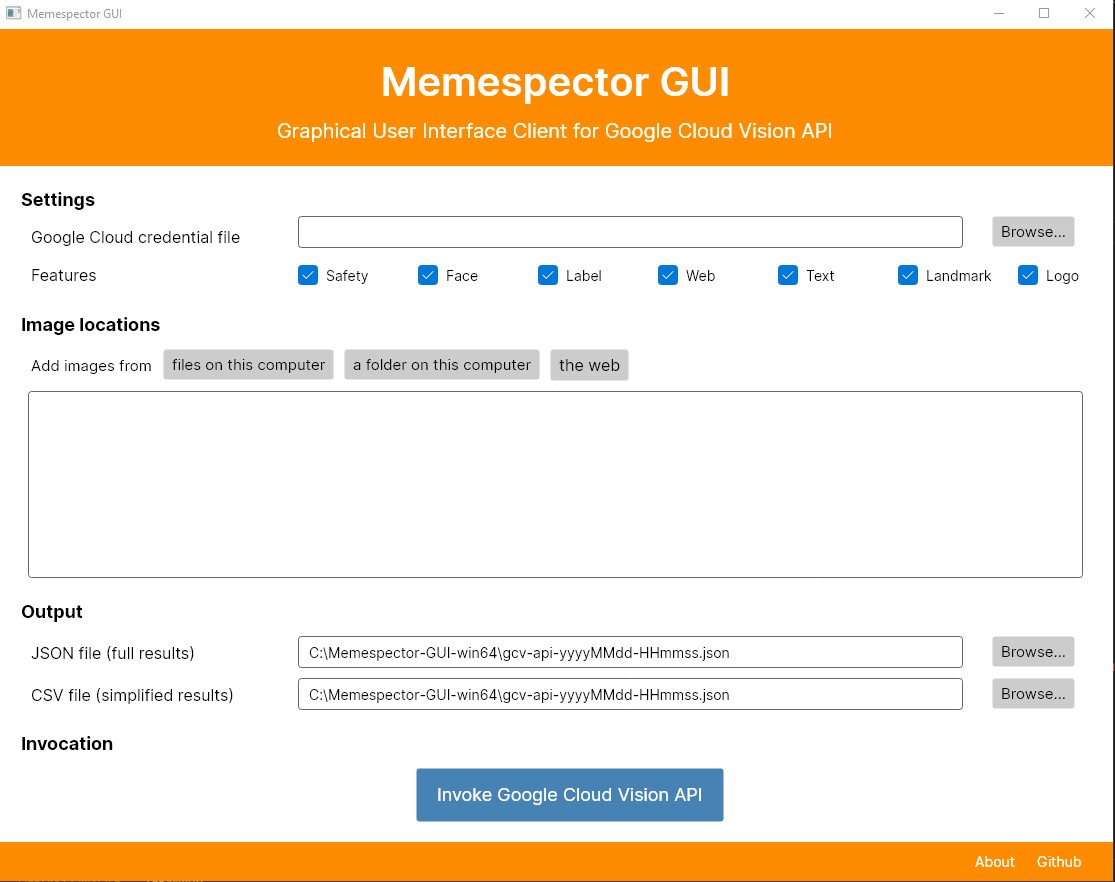 Memespector GUI
Memespector GUI
Graphical User Interface Client for Google Cloud Vision API
Settings
Google Cloud credential file Browse...
Features Safety Face Label Web Text Landmark Logo
Image locations
Add images from files on this computer a folder on this computer the web
Output
JSON file (full results) C:\Memespector-GUI-win64\gcv-api-yyyyMMdd-HHmmss.json Browse...
CSV file (simplified results) C:\Memespector-GUI-win64\gcv-api-yyyyMMdd-HHmmss.json Browse...
Invocation
Invoke Google Cloud Vision API
About Github